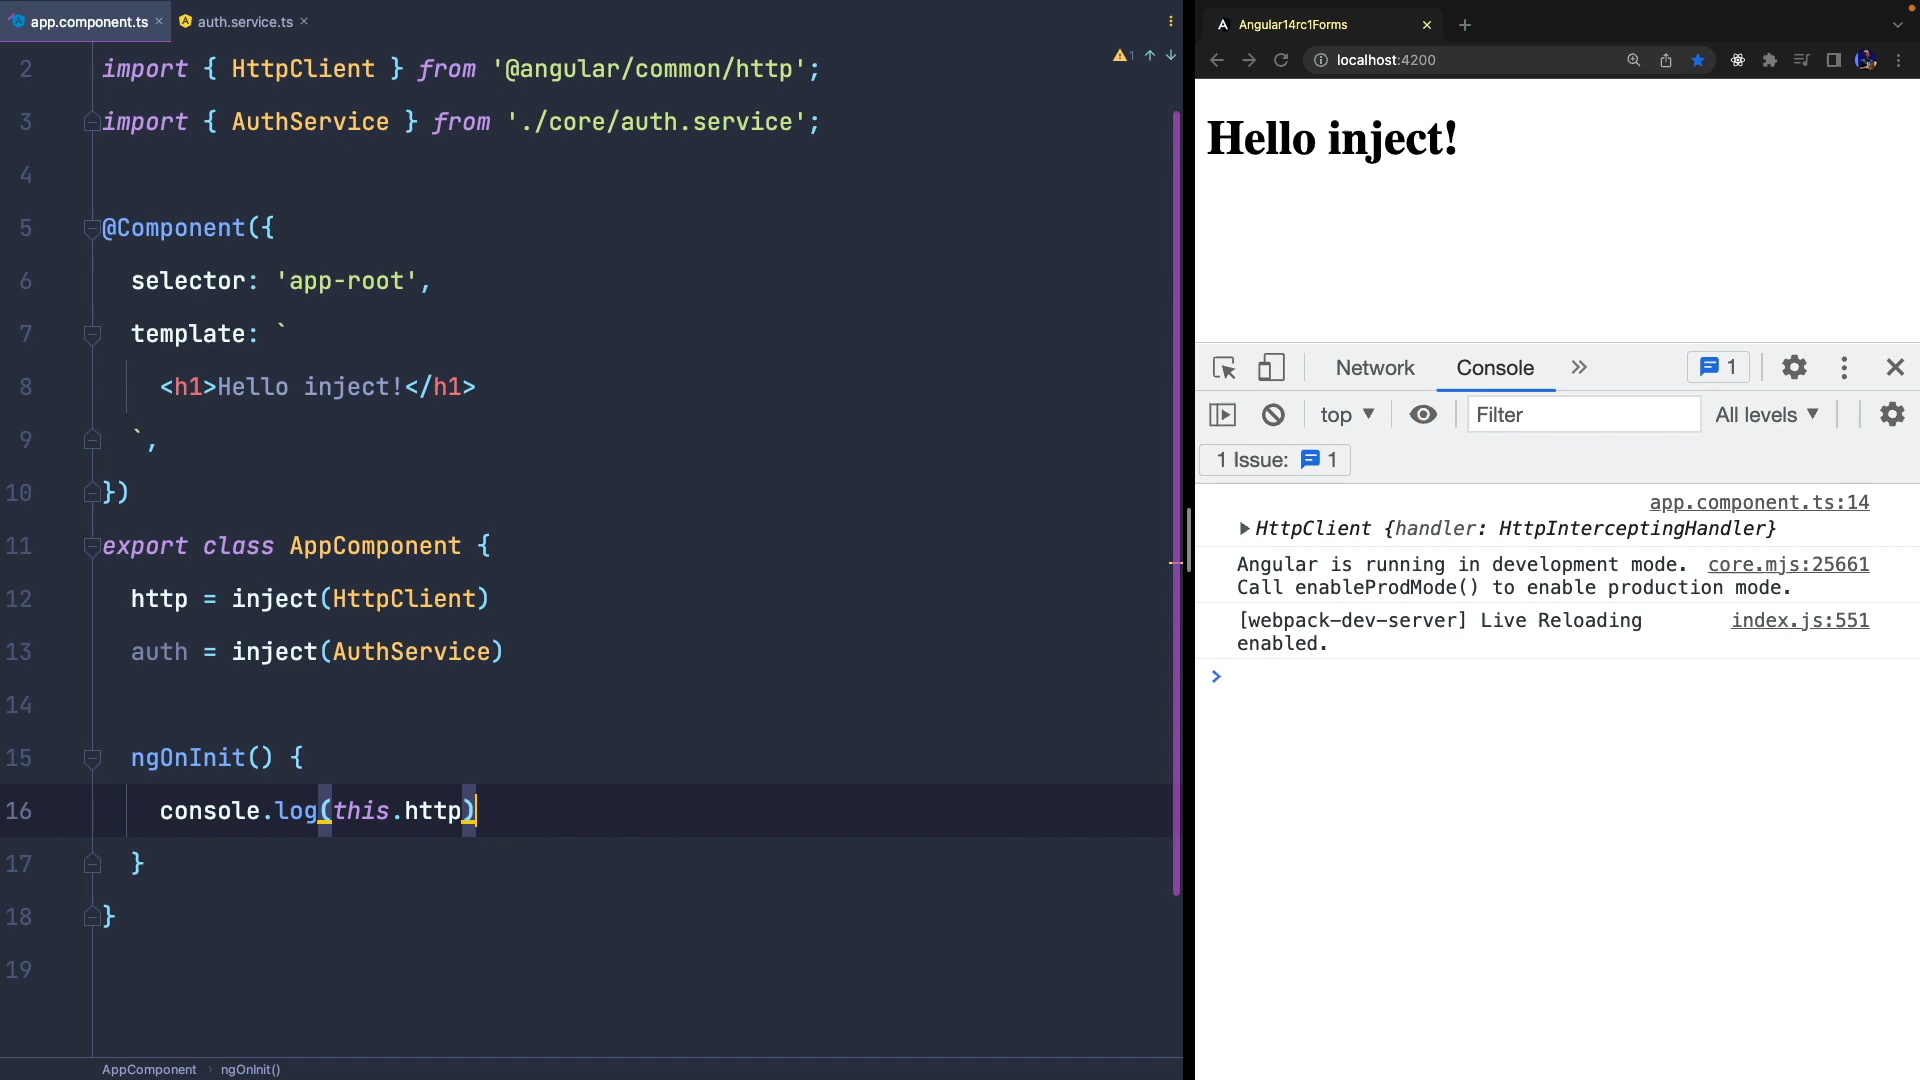 app.component.ts
auth.service.ts
1
2 import { HttpClient } from '@angular/common/http';
3 import { AuthService } from './core/auth.service';
4
5 @Component({
6 selector: 'app-root',
7 template: `
8 <h1>Hello inject!</h1>
9 `,
10 })
11 export class AppComponent {
12 http = inject(HttpClient)
13 auth = inject(AuthService)
14
15 ngOnInit() {
16 console.log(this.http)
17 }
18 }
19
AppComponent › ngOnInit()
Angular14rc1Forms
localhost:4200
Hello inject!
Network Console 1
top Filter All levels
1 Issue: 1
app.component.ts:14
HttpClient {handler: HttpInterceptingHandler}
Angular is running in development mode. core.mjs:25661
Call enableProdMode() to enable production mode.
[webpack-dev-server] Live Reloading index.js:551
enabled.